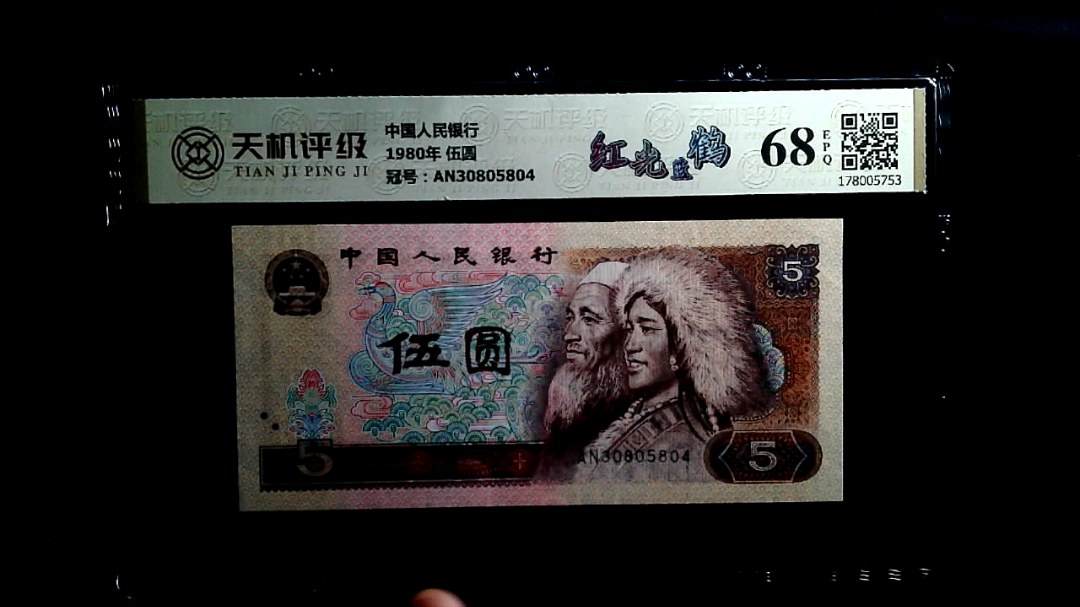 天机评级
TIAN JI PING JI
中国人民银行
1980年 伍圆
冠号：AN30805804
红光蓝鹤
68
EPQ
178005753
中国人民银行
5
伍圆
5
AN30805804
5